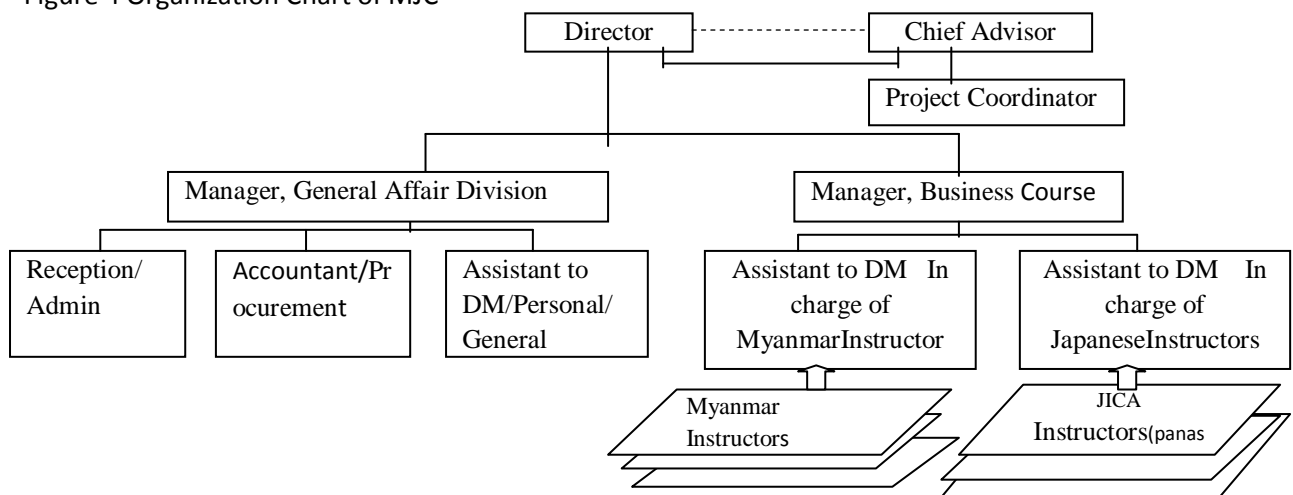 Figure 4 Organization Chart of MJC
Director
Chief Advisor
Project Coordinator
Manager, General Affair Division
Manager, Business Course
Reception/
Admin
Accountant/Pr
ocurement
Assistant to
DM/Personal/
General
Assistant to DM In
charge of
MyanmarInstructor
Assistant to DM In
charge of
JapaneseInstructors
Myanmar
Instructors
JICA
Instructors(panas